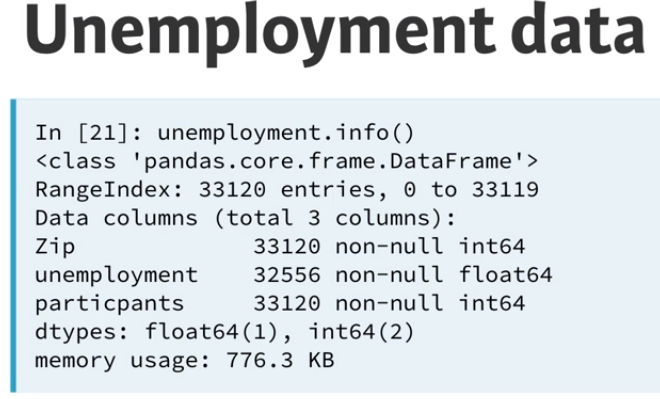 Unemployment data
In [21]: unemployment.info()
<class 'pandas.core.frame.DataFrame'>
RangeIndex: 33120 entries, 0 to 33119
Data columns (total 3 columns):
Zip             33120 non-null int64
unemployment    32556 non-null float64
particpants     33120 non-null int64
dtypes: float64(1), int64(2)
memory usage: 776.3 KB